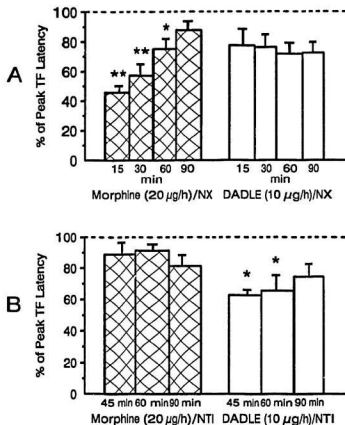 A
% of Peak TF Latency
100
80
60
40
20
0
** ** *
15 30 60 90 15 30 60 90
min min
Morphine (20 µg/h)/NX DADLE (10 µg/h)/NX
B
% of Peak TF Latency
100
80
60
40
20
0
* *
45 min 60 min 90 min 45 min 60 min 90 min
Morphine (20 µg/h)/NTI DADLE (10 µg/h)/NTI